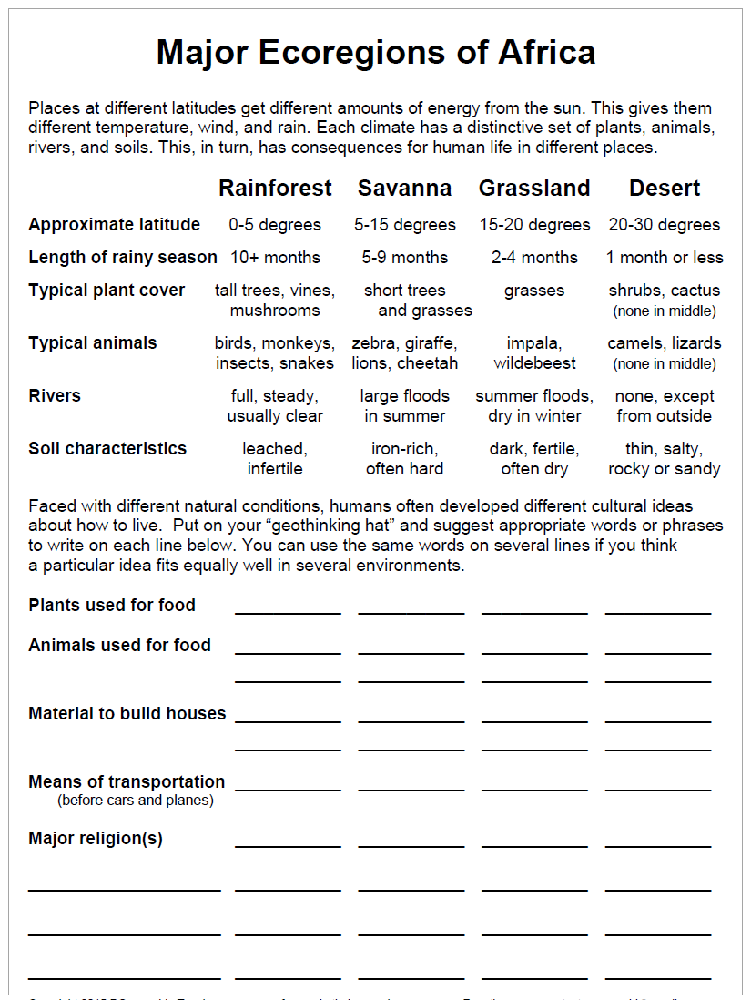 Major Ecoregions of Africa
Places at different latitudes get different amounts of energy from the sun. This gives them
different temperature, wind, and rain. Each climate has a distinctive set of plants, animals,
rivers, and soils. This, in turn, has consequences for human life in different places.
Rainforest Savanna Grassland Desert
Approximate latitude 0-5 degrees 5-15 degrees 15-20 degrees 20-30 degrees
Length of rainy season 10+ months 5-9 months 2-4 months 1 month or less
Typical plant cover tall trees, vines, short trees grasses shrubs, cactus
mushrooms and grasses (none in middle)
Typical animals birds, monkeys, zebra, giraffe, impala, camels, lizards
insects, snakes lions, cheetah wildebeest (none in middle)
Rivers full, steady, large floods summer floods, none, except
usually clear in summer dry in winter from outside
Soil characteristics leached, iron-rich, dark, fertile, thin, salty,
infertile often hard often dry rocky or sandy
Faced with different natural conditions, humans often developed different cultural ideas
about how to live. Put on your “geothinking hat” and suggest appropriate words or phrases
to write on each line below. You can use the same words on several lines if you think
a particular idea fits equally well in several environments.
Plants used for food
Animals used for food
Material to build houses
Means of transportation
(before cars and planes)
Major religion(s)